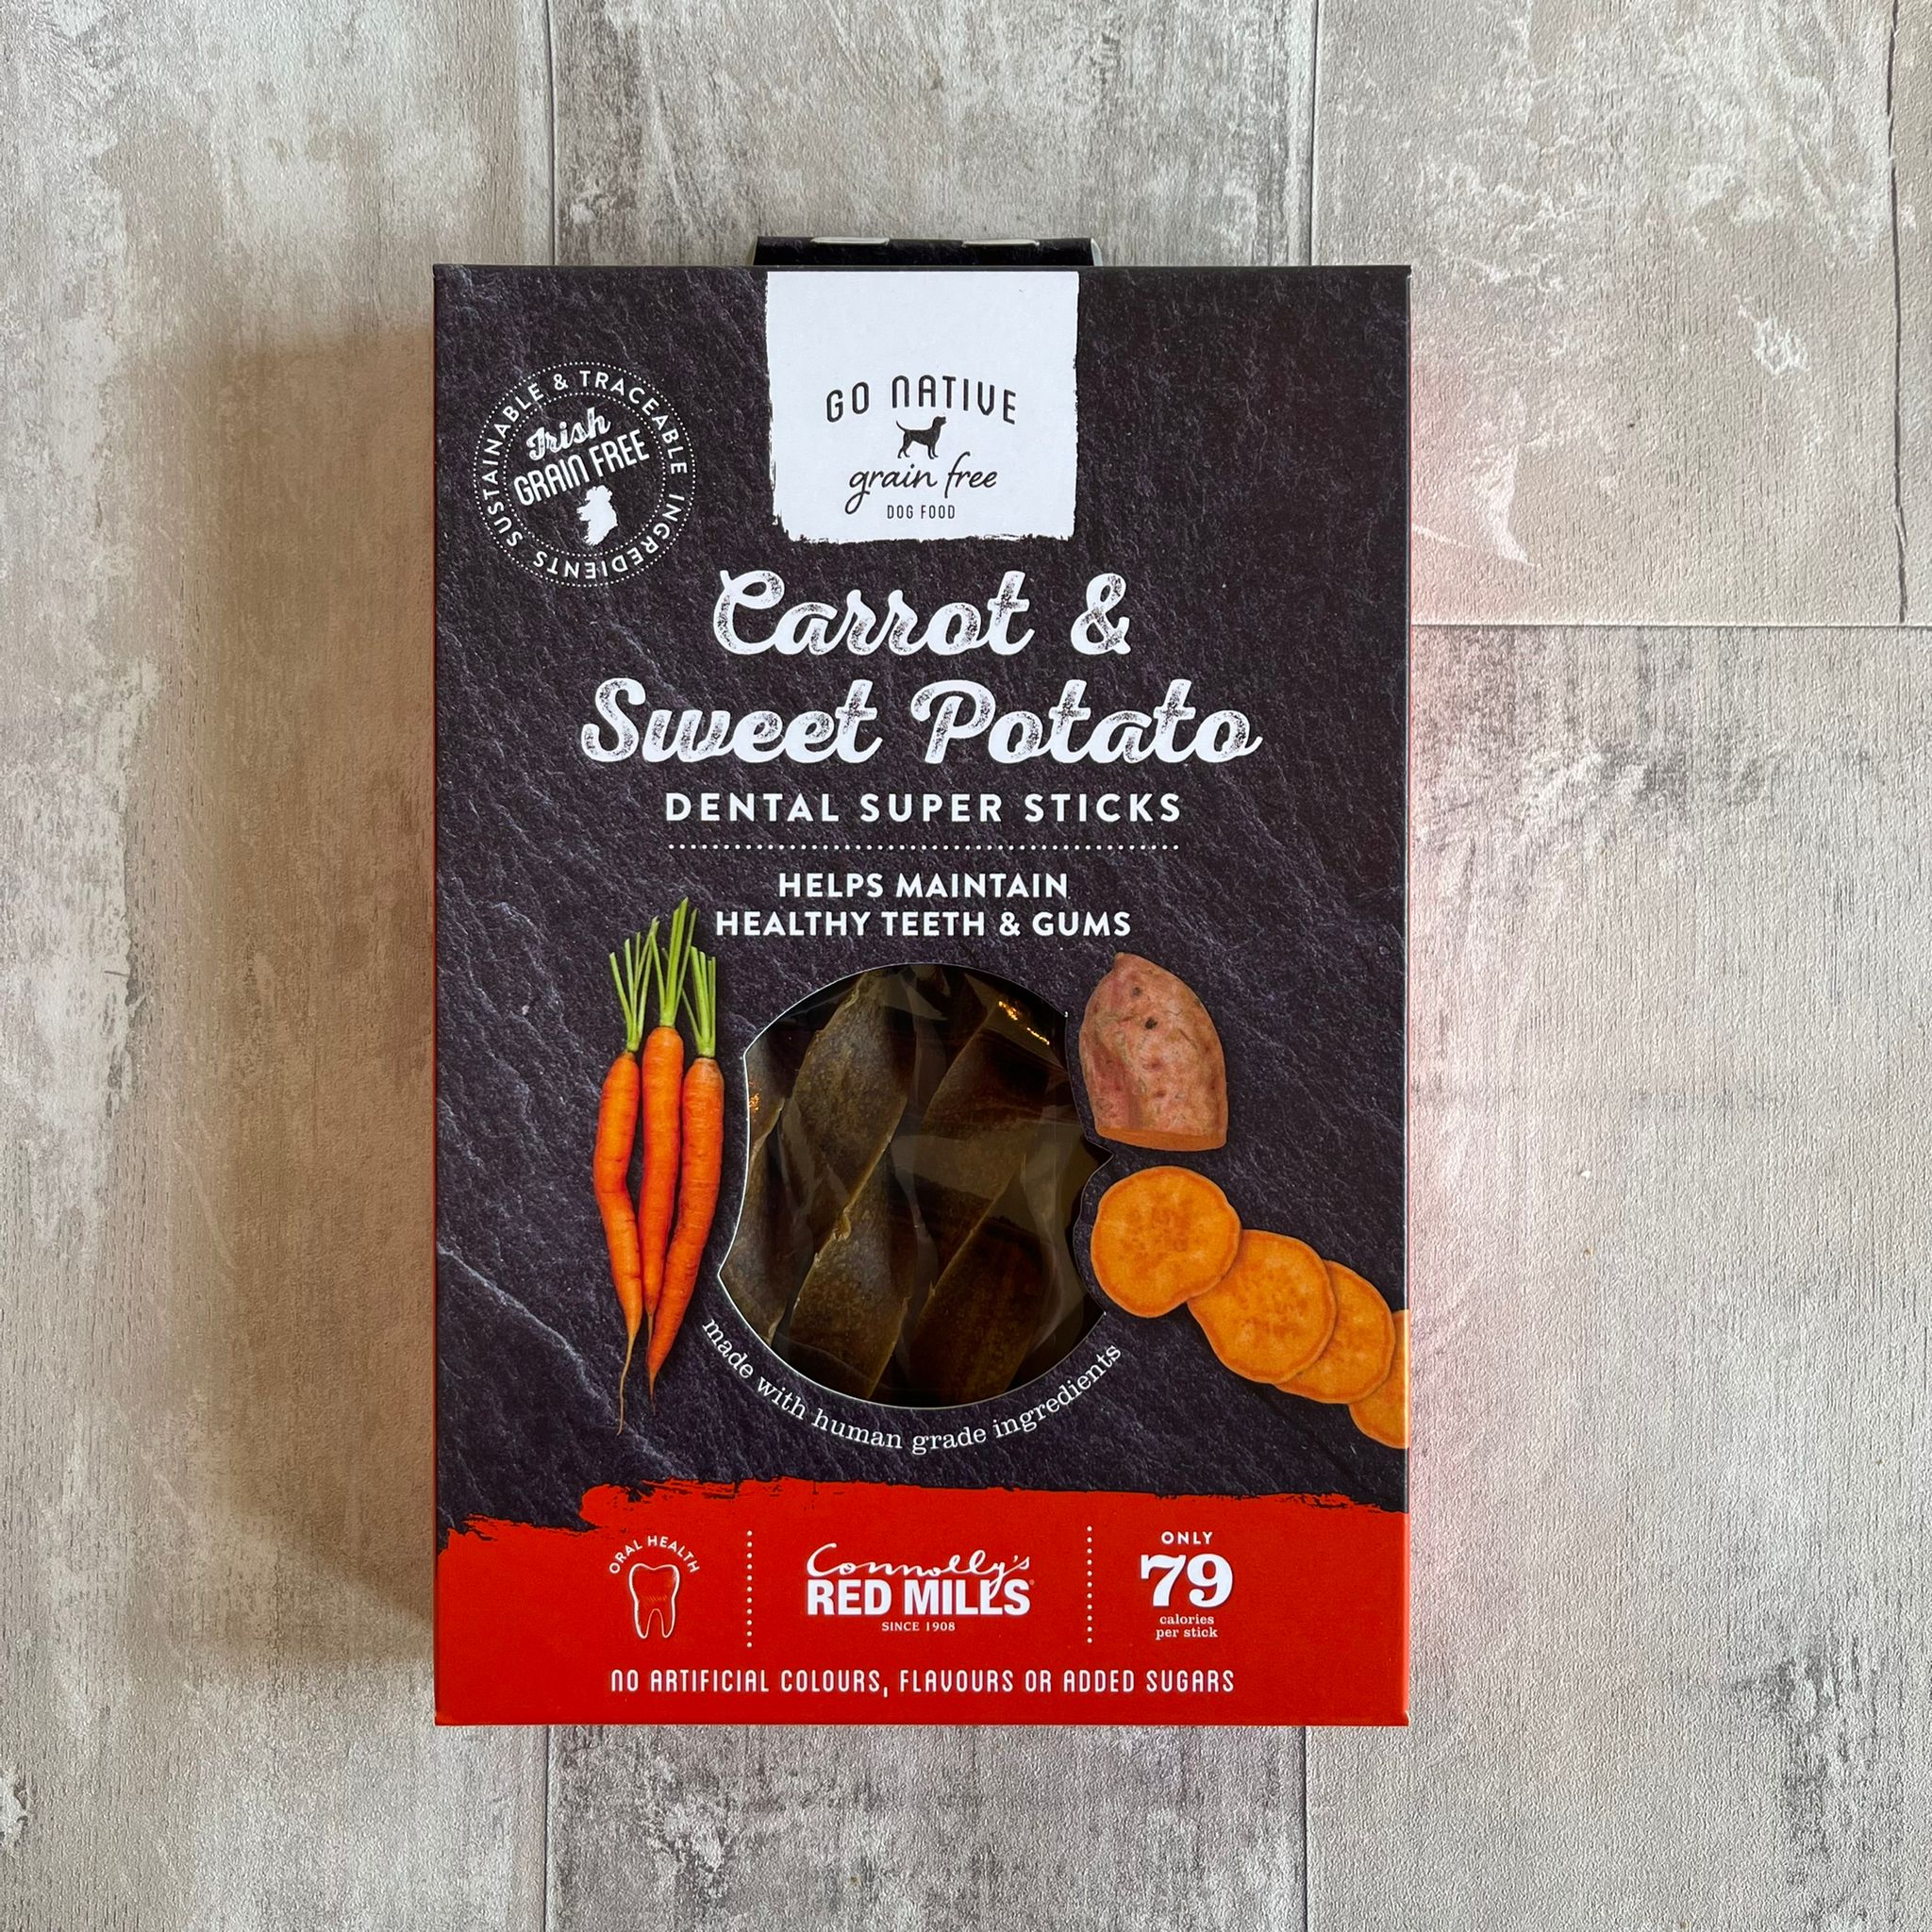 GO NATIVE
grain free
DOG FOOD
SUSTAINABLE & TRACEABLE INGREDIENTS
Irish
GRAIN FREE
Carrot &
Sweet Potato
DENTAL SUPER STICKS
HELPS MAINTAIN
HEALTHY TEETH & GUMS
made with human grade ingredients
ORAL HEALTH
Connolly's
RED MILLS
SINCE 1908
ONLY
79
calories
per stick
NO ARTIFICIAL COLOURS, FLAVOURS OR ADDED SUGARS